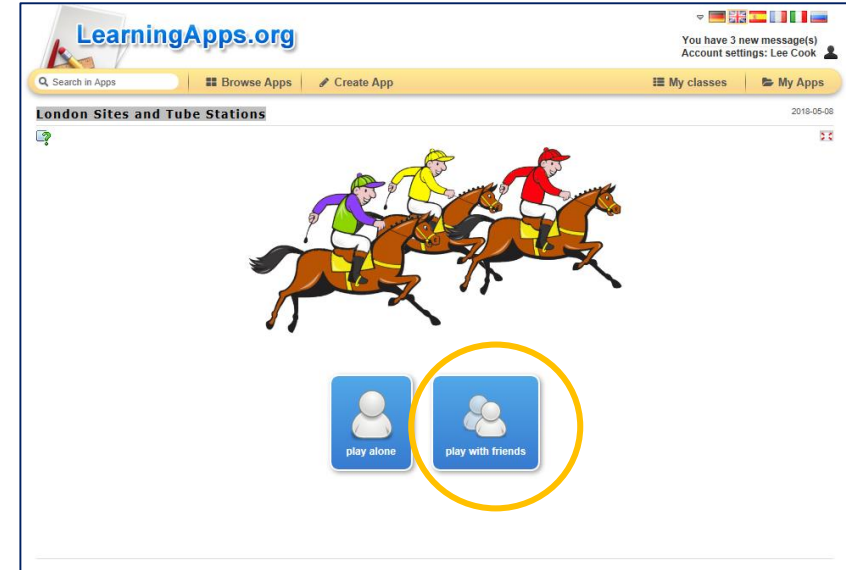 LearningApps.org
You have 3 new message(s)
Account settings: Lee Cook
Search in Apps
Browse Apps
Create App
My classes
My Apps
London Sites and Tube Stations
2018-05-08
play alone
play with friends